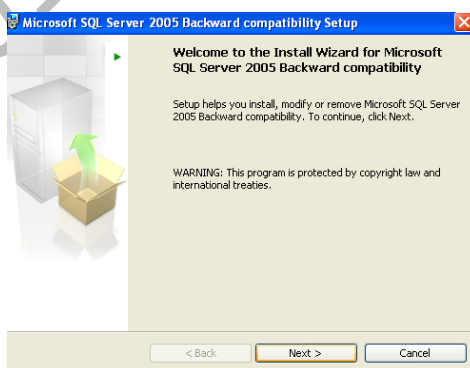 Microsoft SQL Server 2005 Backward compatibility Setup
Welcome to the Install Wizard for Microsoft
SQL Server 2005 Backward compatibility
Setup helps you install, modify or remove Microsoft SQL Server
2005 Backward compatibility. To continue, click Next.
WARNING: This program is protected by copyright law and
international treaties.
< Back
Next >
Cancel